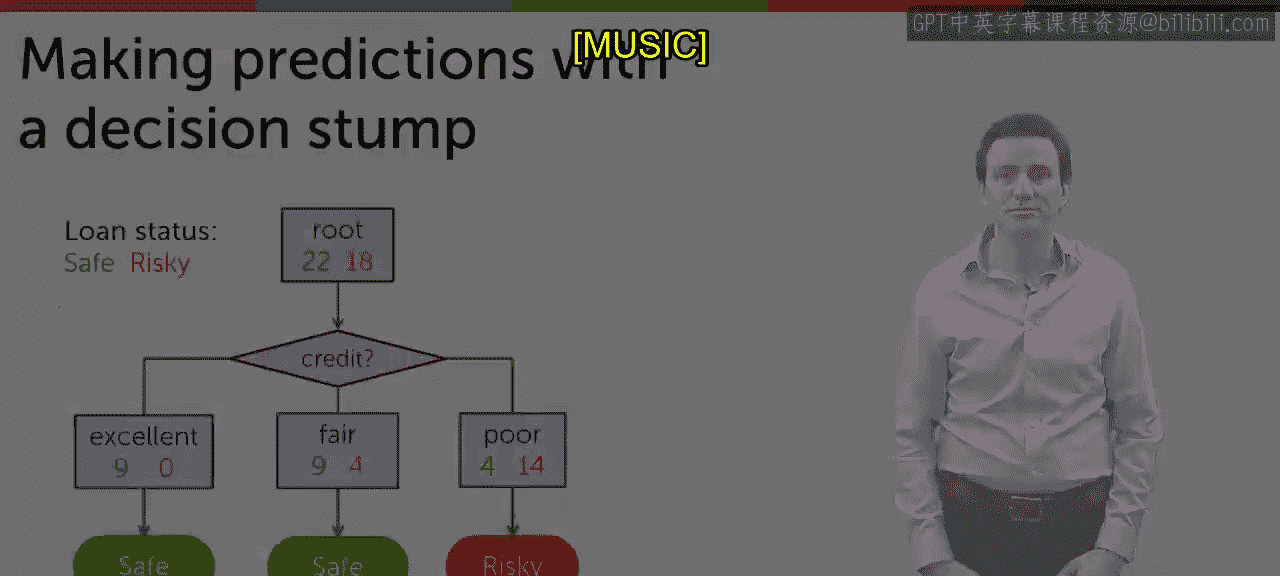 GPT中英字幕课程资源@bilibili.com
[MUSIC]
Making predictions with
a decision stump
Loan status:
Safe Risky
root
22 18
credit?
excellent
9 0
fair
9 4
poor
4 14
Safe
Safe
Risky